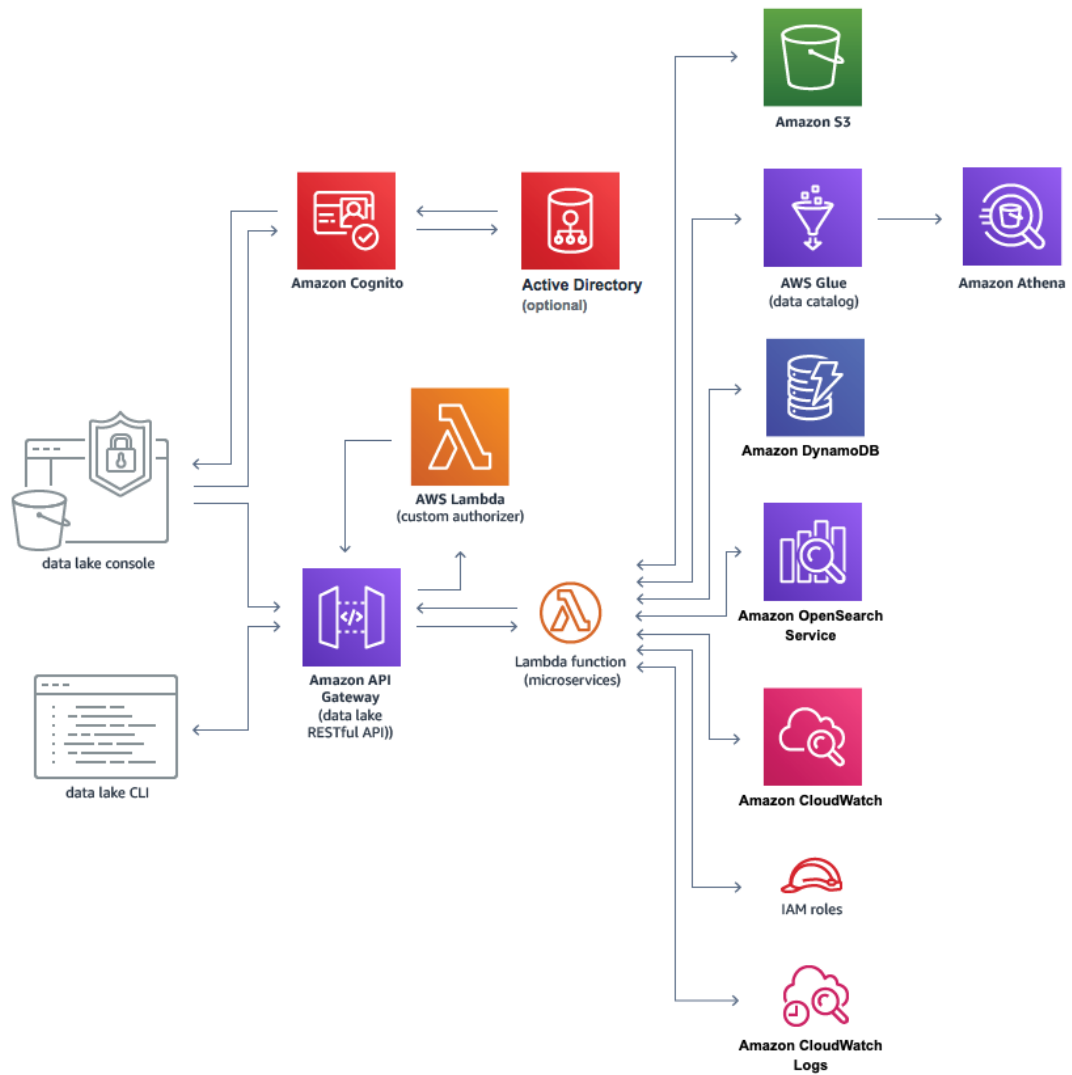 Amazon S3
Amazon Cognito
Active Directory
(optional)
AWS Glue
(data catalog)
Amazon Athena
Amazon DynamoDB
AWS Lambda
(custom authorizer)
data lake console
</>
Amazon API
Gateway
(data lake
RESTful API))
Lambda function
(microservices)
Amazon OpenSearch
Service
data lake CLI
Amazon CloudWatch
IAM roles
Amazon CloudWatch
Logs